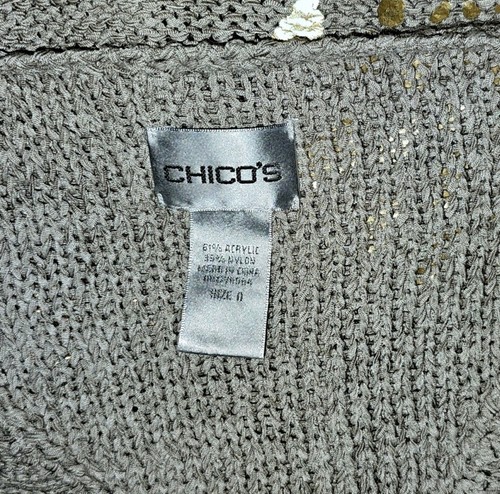 CHICO'S
61% ACRYLIC
39% NYLON
MADE IN CHINA
SIZE 0